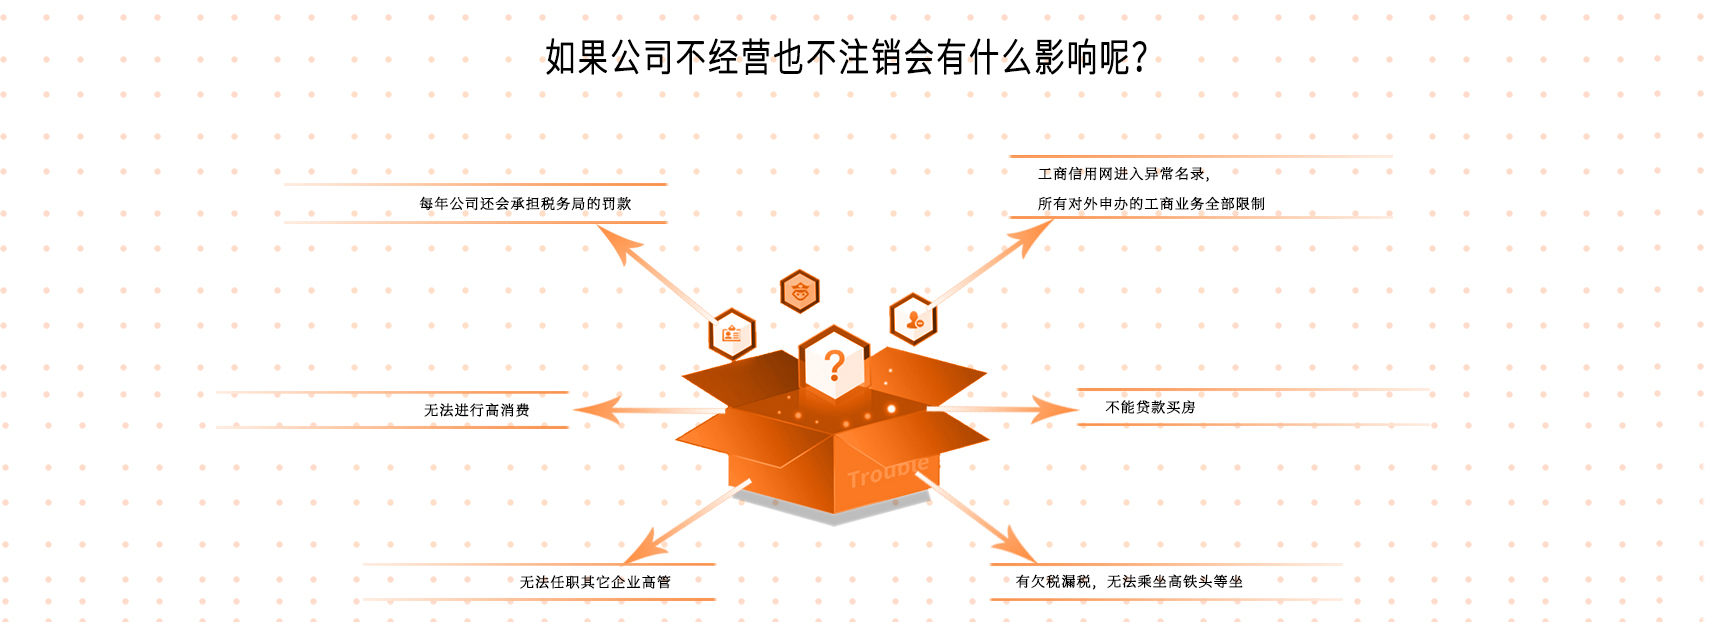 如果公司不经营也不注销会有什么影响呢?
每年公司还会承担税务局的罚款
工商信用网进入异常名录，
所有对外申办的工商业务全部限制
?
无法进行高消费
不能贷款买房
Trouble
无法任职其它企业高管
有欠税漏税，无法乘坐高铁头等坐